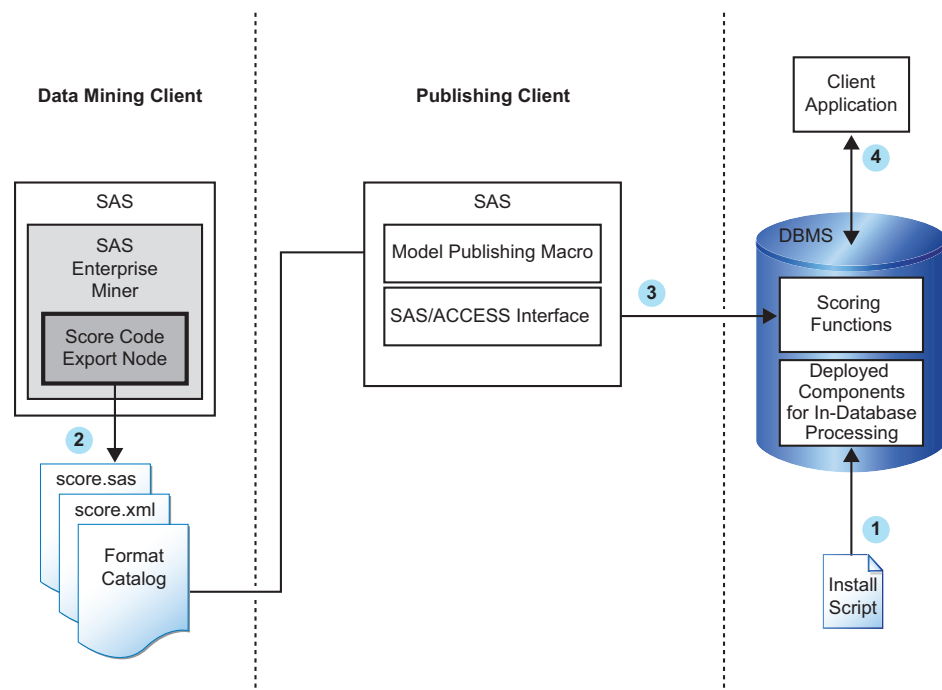 Data Mining Client
SAS
SAS
Enterprise
Miner
Score Code
Export Node
2
score.sas
score.xml
Format
Catalog
Publishing Client
SAS
Model Publishing Macro
SAS/ACCESS Interface
3
Client
Application
4
DBMS
Scoring
Functions
Deployed
Components
for In-Database
Processing
1
Install
Script